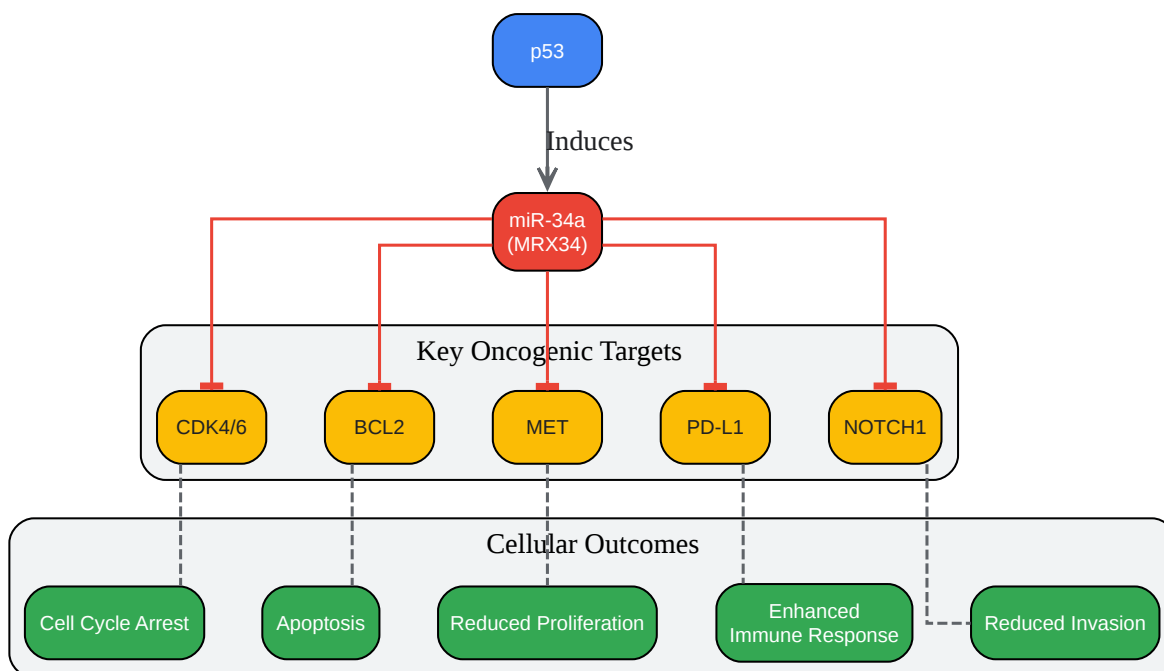 p53
Induces
miR-34a
(MRX34)
Key Oncogenic Targets
CDK4/6
BCL2
MET
PD-L1
NOTCH1
Cellular Outcomes
Cell Cycle Arrest
Apoptosis
Reduced Proliferation
Enhanced
Immune Response
Reduced Invasion